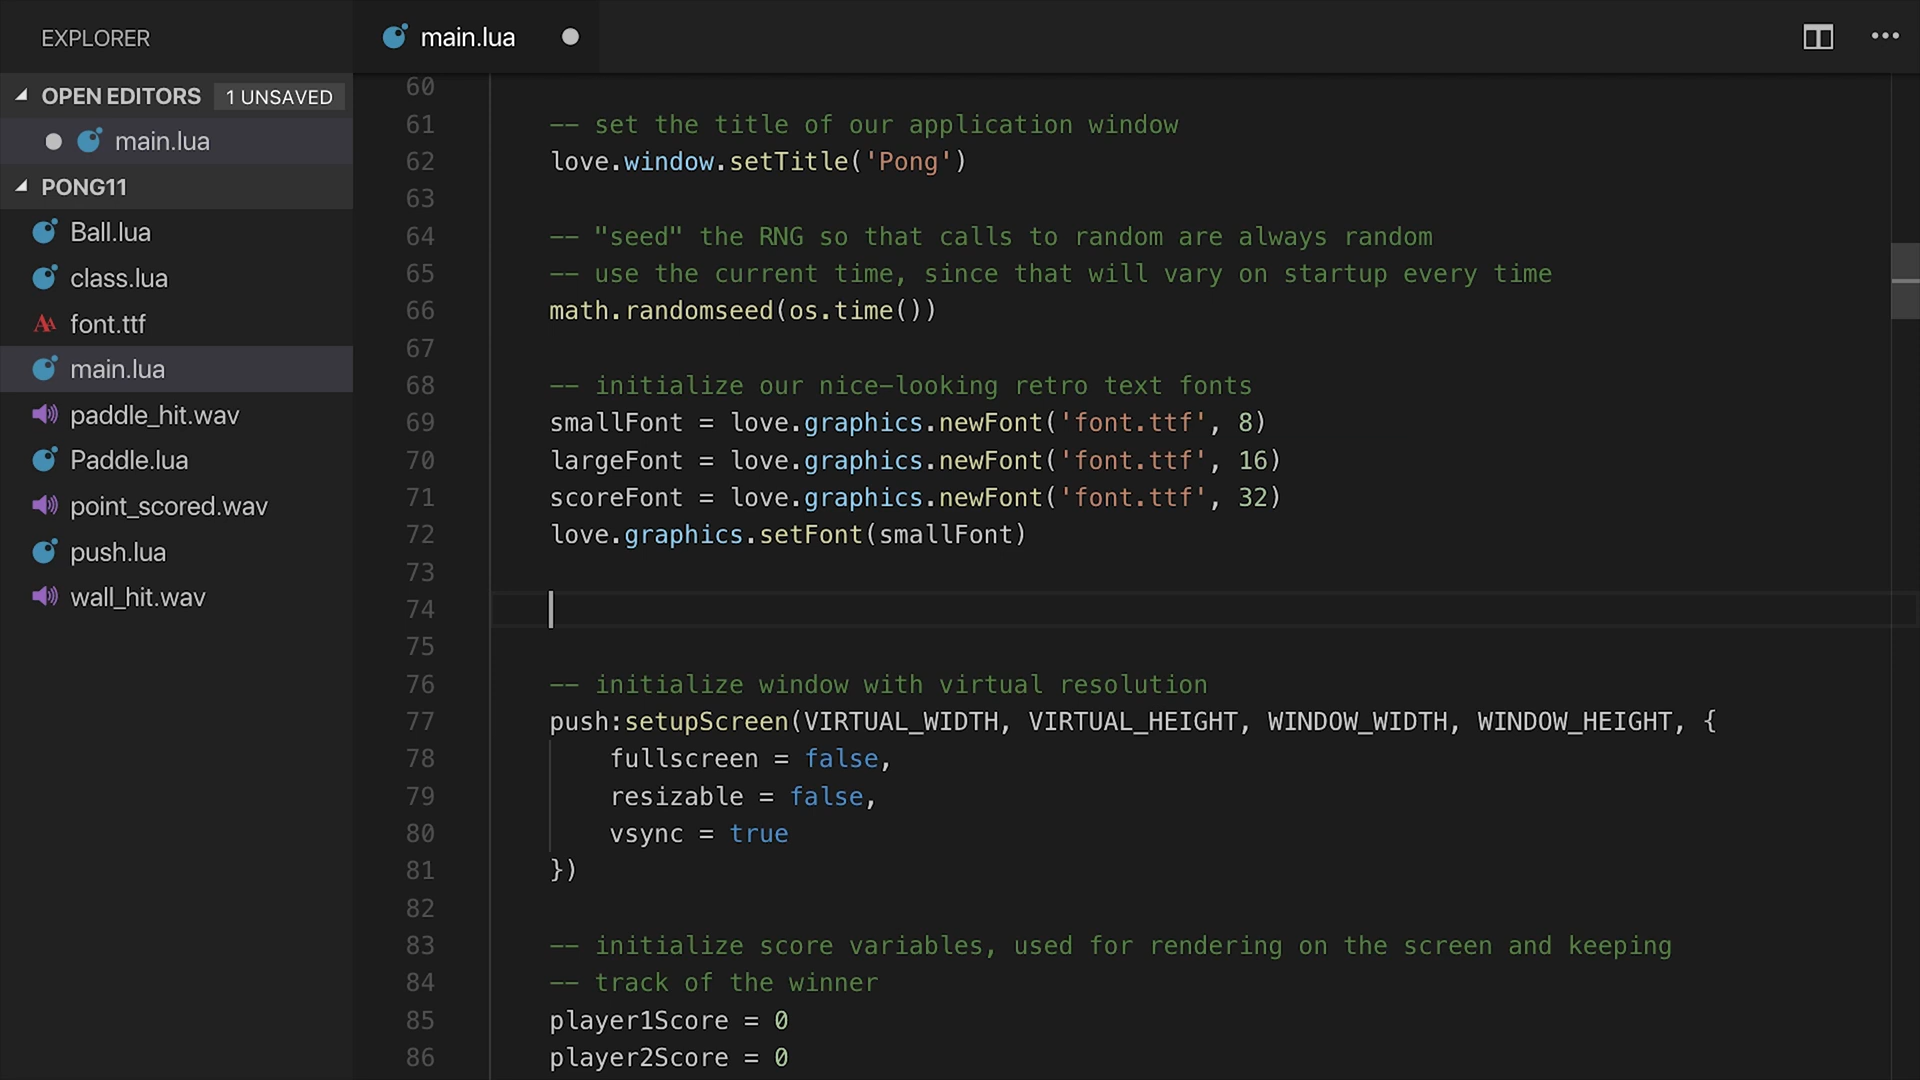 EXPLORER
OPEN EDITORS 1 UNSAVED
main.lua
PONG11
Ball.lua
class.lua
font.ttf
main.lua
paddle_hit.wav
Paddle.lua
point_scored.wav
push.lua
wall_hit.wav
main.lua
60
61 -- set the title of our application window
62 love.window.setTitle('Pong')
63
64 -- "seed" the RNG so that calls to random are always random
65 -- use the current time, since that will vary on startup every time
66 math.randomseed(os.time())
67
68 -- initialize our nice-looking retro text fonts
69 smallFont = love.graphics.newFont('font.ttf', 8)
70 largeFont = love.graphics.newFont('font.ttf', 16)
71 scoreFont = love.graphics.newFont('font.ttf', 32)
72 love.graphics.setFont(smallFont)
73
74
75
76 -- initialize window with virtual resolution
77 push:setupScreen(VIRTUAL_WIDTH, VIRTUAL_HEIGHT, WINDOW_WIDTH, WINDOW_HEIGHT, {
78 fullscreen = false,
79 resizable = false,
80 vsync = true
81 })
82
83 -- initialize score variables, used for rendering on the screen and keeping
84 -- track of the winner
85 player1Score = 0
86 player2Score = 0